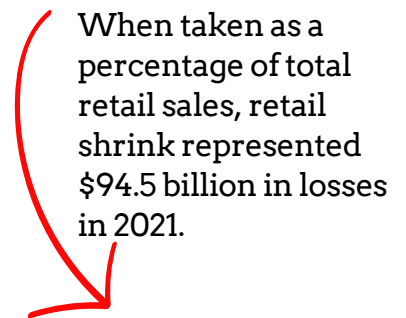 When taken as a
percentage of total
retail sales, retail
shrink represented
$94.5 billion in losses
in 2021.